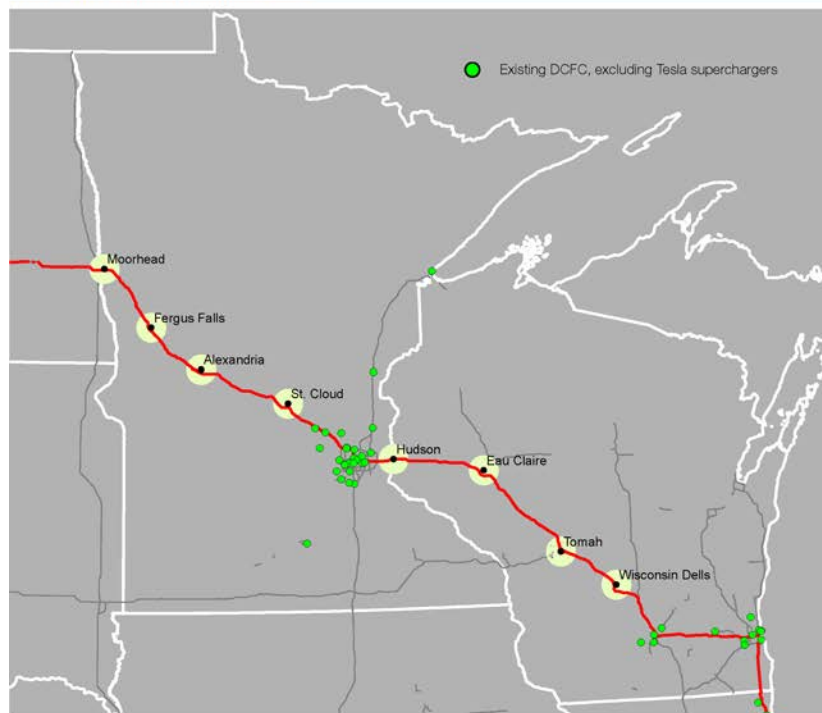 Existing DCFC, excluding Tesla superchargers
Moorhead
Fergus Falls
Alexandria
St. Cloud
Hudson
Eau Claire
Tomah
Wisconsin Dells